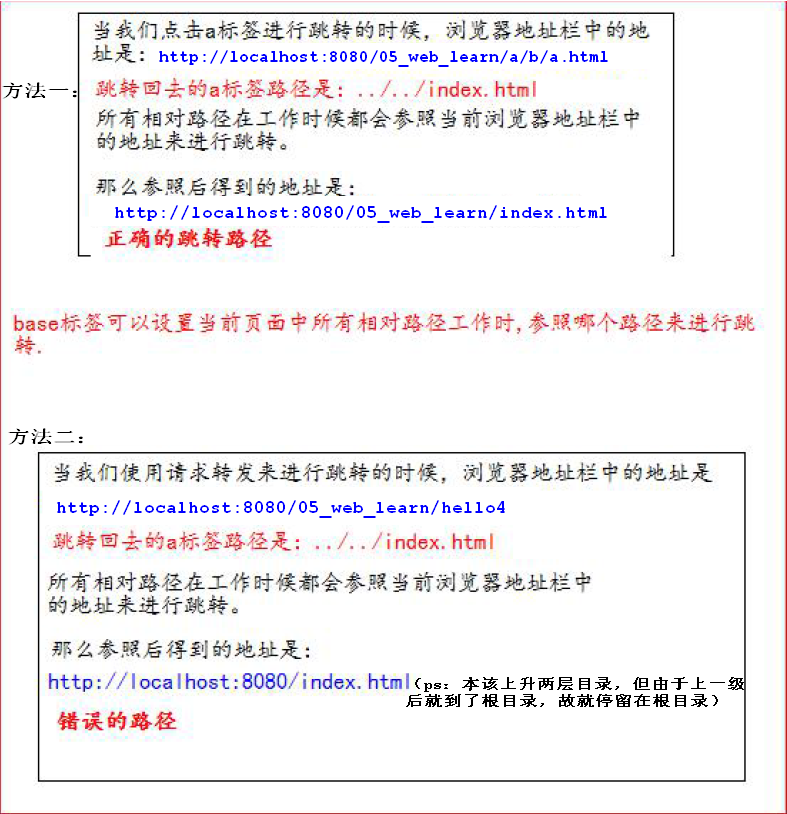 当我们点击a标签进行跳转的时候，浏览器地址栏中的地
址是：http://localhost:8080/05_web_learn/a/b/a.html
方法一：
跳转回去的a标签路径是：../../index.html
所有相对路径在工作时候都会参照当前浏览器地址栏中
的地址来进行跳转。
那么参照后得到的地址是：
http://localhost:8080/05_web_learn/index.html
正确的跳转路径
base标签可以设置当前页面中所有相对路径工作时,参照哪个路径来进行跳
转.
方法二：
当我们使用请求转发来进行跳转的时候，浏览器地址栏中的地址是
http://localhost:8080/05_web_learn/hello4
跳转回去的a标签路径是：../../index.html
所有相对路径在工作时候都会参照当前浏览器地址栏中
的地址来进行跳转。
那么参照后得到的地址是：
http://localhost:8080/index.html（ps：本该上升两层目录，但由于上一级
后就到了根目录，故就停留在根目录）
错误的路径